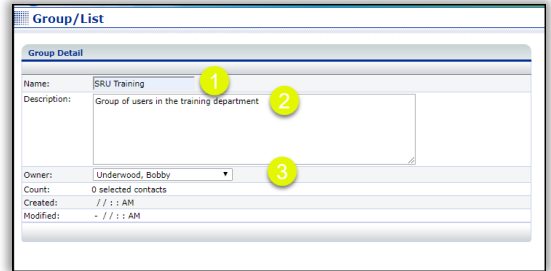 Group/List
Group Detail
Name: SRU Training 1
Description: Group of users in the training department 2
Owner: Underwood, Bobby 3
Count: 0 selected contacts
Created: / / : : AM
Modified: - / / : : AM